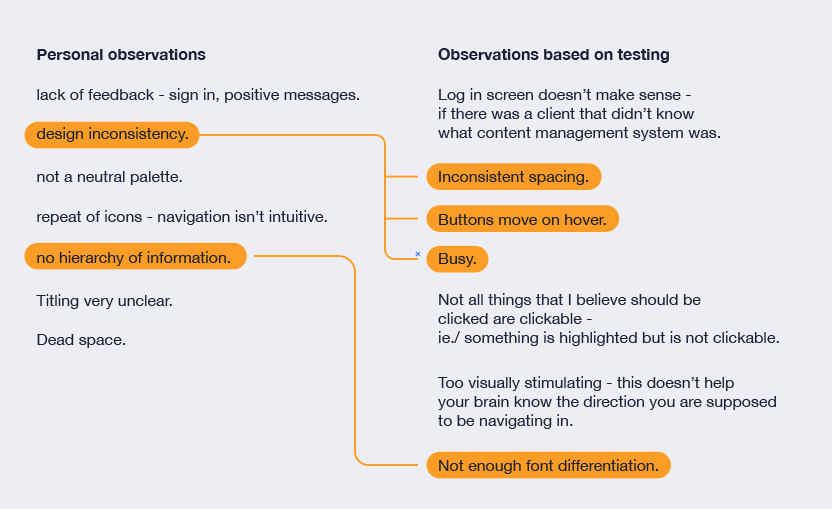 Personal observations
lack of feedback - sign in, positive messages.
design inconsistency.
not a neutral palette.
repeat of icons - navigation isn’t intuitive.
no hierarchy of information.
Titling very unclear.
Dead space.
Observations based on testing
Log in screen doesn’t make sense -
if there was a client that didn’t know
what content management system was.
Inconsistent spacing.
Buttons move on hover.
Busy.
Not all things that I believe should be
clicked are clickable -
ie./ something is highlighted but is not clickable.
Too visually stimulating - this doesn’t help
your brain know the direction you are supposed
to be navigating in.
Not enough font differentiation.